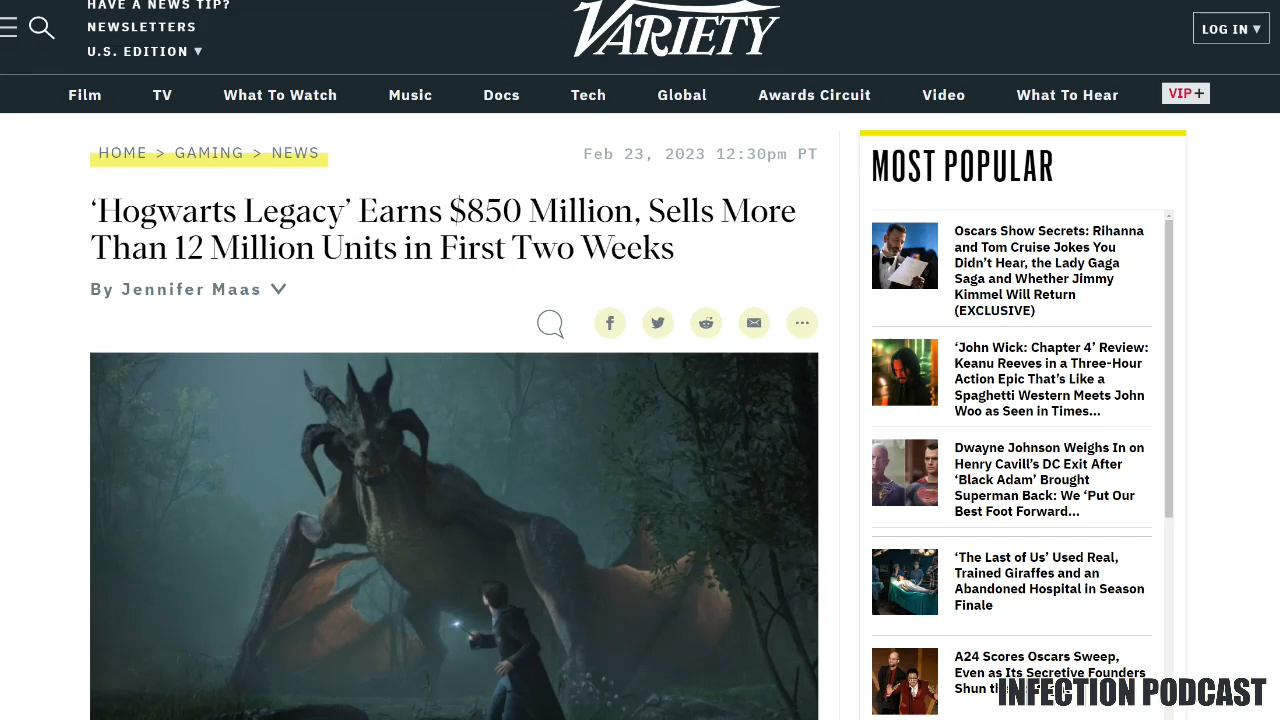 HAVE A NEWS TIP?
NEWSLETTERS
U.S. EDITION ▼
VARIETY
LOG IN ▼
Film TV What To Watch Music Docs Tech Global Awards Circuit Video What To Hear VIP+
HOME > GAMING > NEWS
Feb 23, 2023 12:30pm PT
‘Hogwarts Legacy’ Earns $850 Million, Sells More
Than 12 Million Units in First Two Weeks
By Jennifer Maas
MOST POPULAR
Oscars Show Secrets: Rihanna
and Tom Cruise Jokes You
Didn’t Hear, the Lady Gaga
Saga and Whether Jimmy
Kimmel Will Return
(EXCLUSIVE)
‘John Wick: Chapter 4’ Review:
Keanu Reeves in a Three-Hour
Action Epic That’s Like a
Spaghetti Western Meets John
Woo as Seen in Times...
Dwayne Johnson Weighs In on
Henry Cavill’s DC Exit After
‘Black Adam’ Brought
Superman Back: We ‘Put Our
Best Foot Forward...
‘The Last of Us’ Used Real,
Trained Giraffes and an
Abandoned Hospital in Season
Finale
A24 Scores Oscars Sweep,
Even as Its Secretive Founders
Shun
INFECTION PODCAST